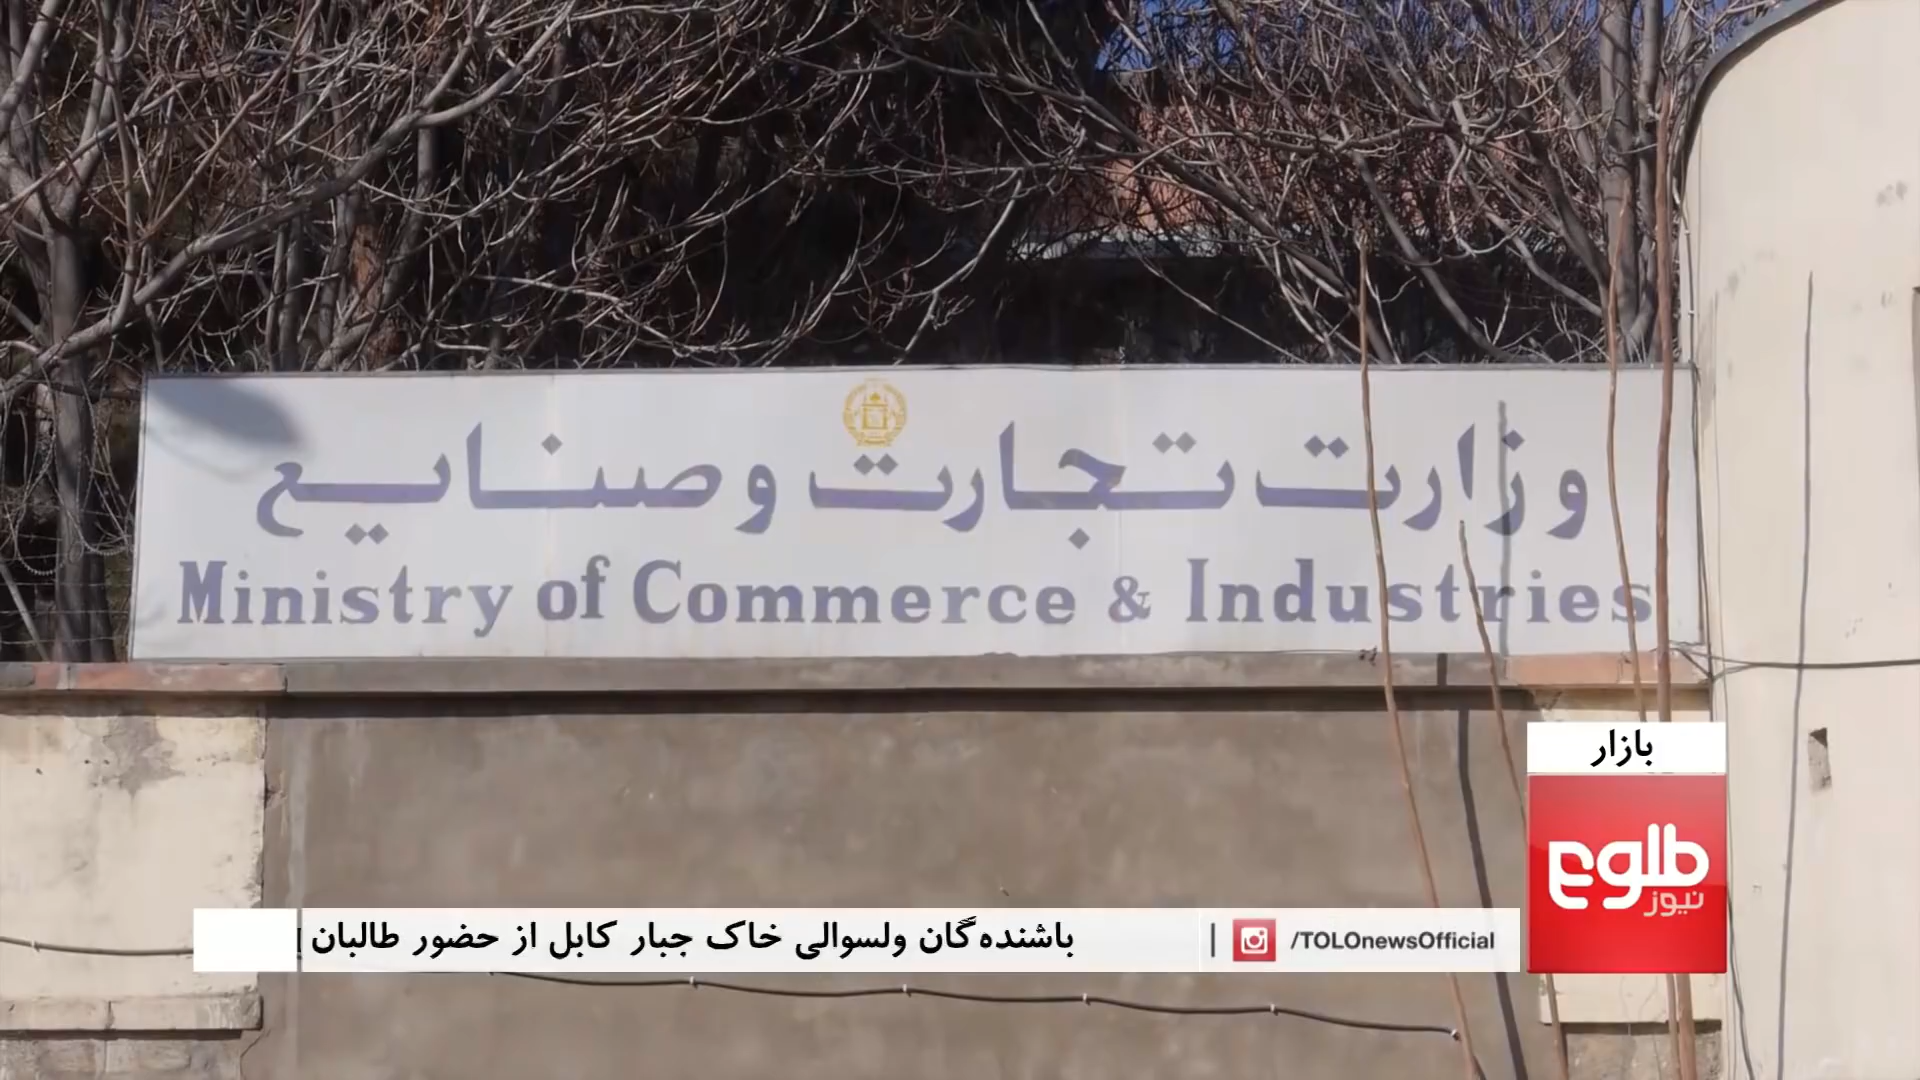 وزارت تجارت و صنایع
Ministry of Commerce & Industries
بازار
طلوع
نیوز
باشنده‌گان ولسوالی خاک جبار کابل از حضور طالبان
/TOLOnewsOfficial